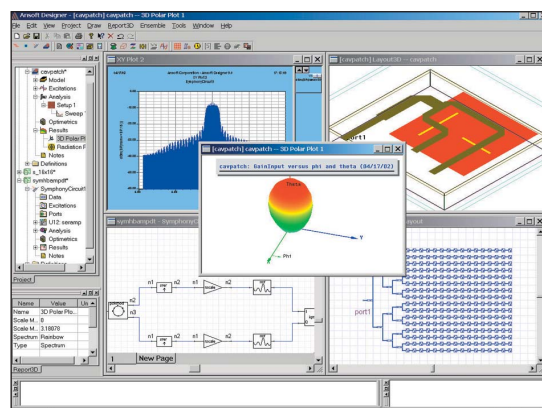 Ansoft Designer - [cavpatch] cavpatch -- 3D Polar Plot 1
File Edit View Project Draw Report3D Ensemble Tools Window Help
XY Plot 2
[cavpatch] Layout3D -- cavpatch
cavpatch*
Model
Excitations
Analysis
Setup 1
Sweep
Optimetrics
Results
3D Polar Pl
Radiation P
Notes
Definitions
x_16x16*
symhbempdt*
SymphonyCircuit1
Data
Excitations
Ports
U12 seramp
Analysis
Optimetrics
Results
Notes
Project
port1
[cavpatch] cavpatch -- 3D Polar Plot 1
cavpatch: GainInput versus phi and theta (04/17/02)
Theta
Y
Phi
Layout
port1
n1 n2 n1 n2
n2
n3
n1 n2 n1 n2
1 New Page
Name Value
Name 3D Polar Plo...
Scale M... 0
Scale M... 3.18078
Spectrum Rainbow
Type Spectrum
Report3D